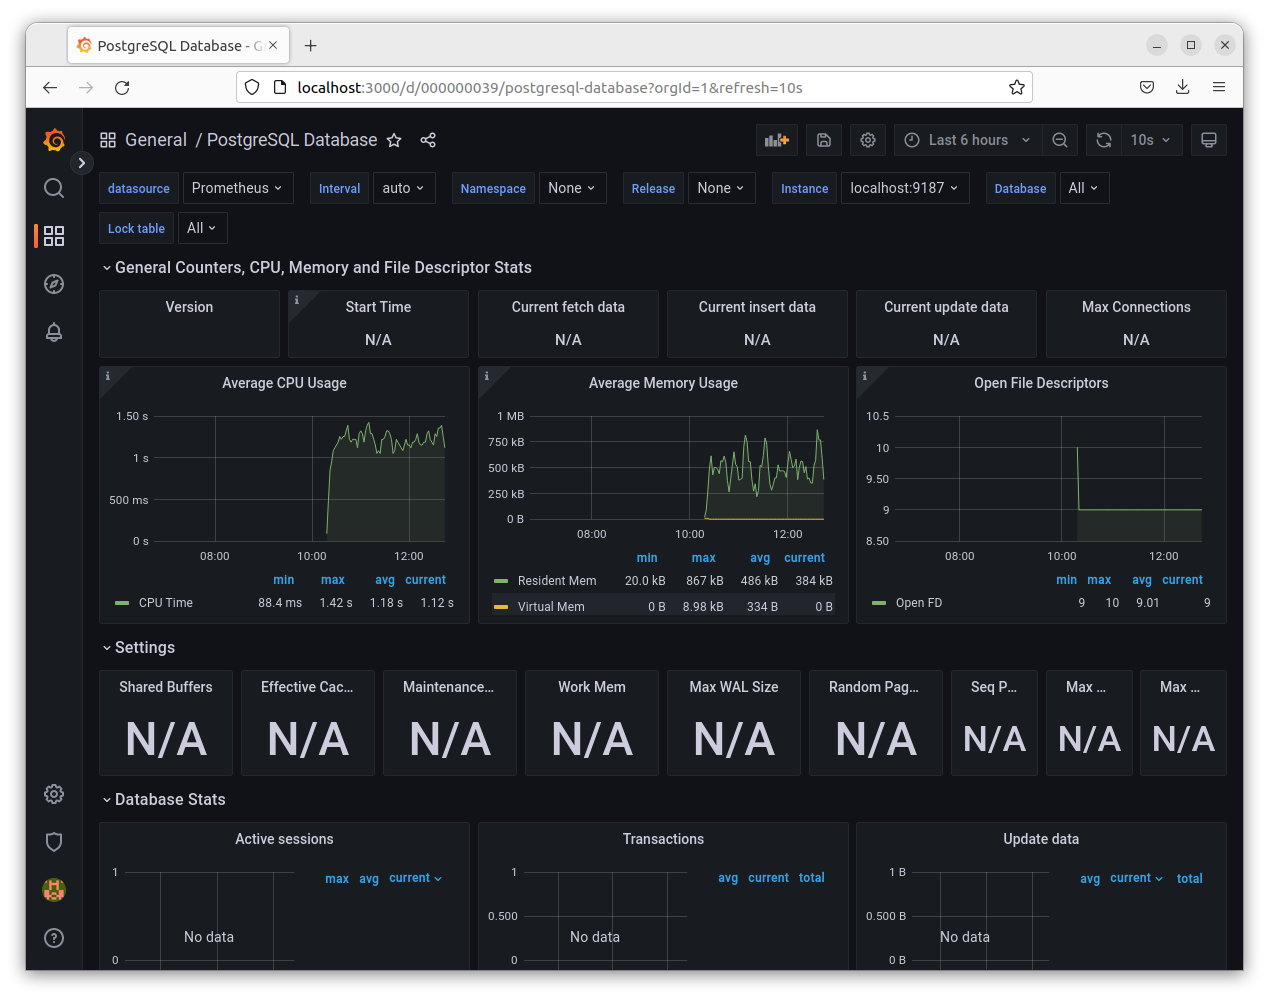 PostgreSQL Database - G
localhost:3000/d/000000039/postgresql-database?orgId=1&refresh=10s
General / PostgreSQL Database
Last 6 hours
10s
datasource Prometheus Interval auto Namespace None Release None Instance localhost:9187 Database All
Lock table All
General Counters, CPU, Memory and File Descriptor Stats
Version
Start Time
N/A
Current fetch data
N/A
Current insert data
N/A
Current update data
N/A
Max Connections
N/A
Average CPU Usage
1.50 s
1 s
500 ms
0 s
08:00 10:00 12:00
min max avg current
CPU Time 88.4 ms 1.42 s 1.18 s 1.12 s
Average Memory Usage
1 MB
750 kB
500 kB
250 kB
0 B
08:00 10:00 12:00
min max avg current
Resident Mem 20.0 kB 867 kB 486 kB 384 kB
Virtual Mem 0 B 8.98 kB 334 B 0 B
Open File Descriptors
10.5
10
9.50
9
8.50
08:00 10:00 12:00
min max avg current
Open FD 9 10 9.01 9
Settings
Shared Buffers
N/A
Effective Cac...
N/A
Maintenance...
N/A
Work Mem
N/A
Max WAL Size
N/A
Random Pag...
N/A
Seq P...
N/A
Max ...
N/A
Max ...
N/A
Database Stats
Active sessions
1
0
No data
max avg current
Transactions
1
0.500
0
No data
avg current total
Update data
1 B
0.500 B
0 B
No data
avg current total